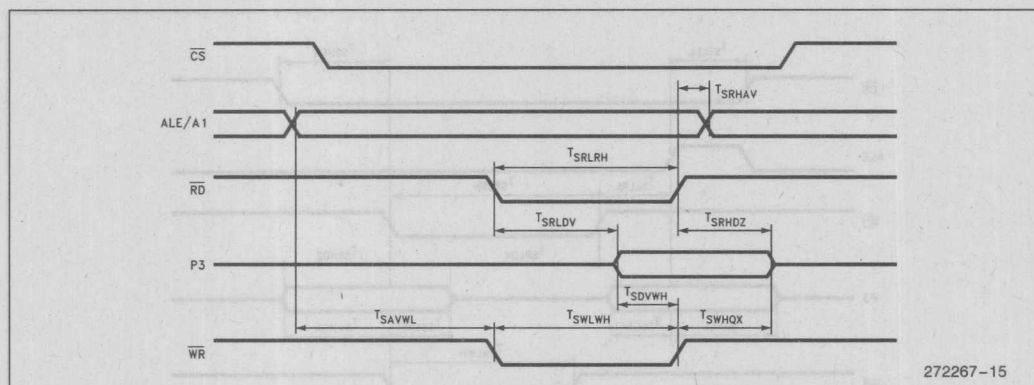 CS
T_SRHAV
ALE/A1
T_SRLRH
RD
T_SRLDV
T_SRHDZ
P3
T_SDVWH
T_SAVWL
T_SWLWH
T_SWHQX
WR
272267-15